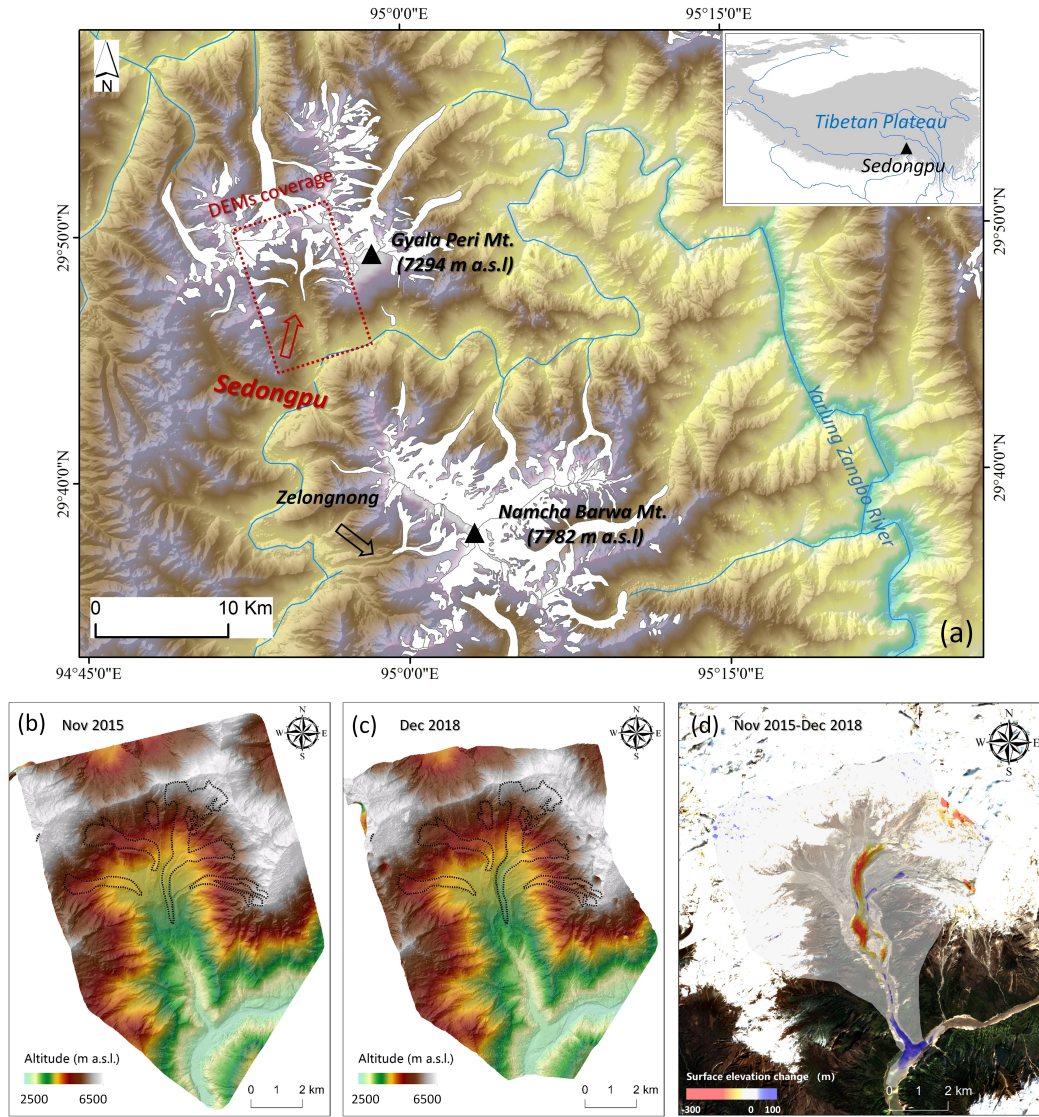 95°0'0"E
95°15'0"E
N
Tibetan Plateau
Sedongpu
DEMs coverage
29°50'0"N
29°50'0"N
Gyala Peri Mt.
(7294 m a.s.l)
Sedongpu
Yarlung Zangbo River
29°40'0"N
29°40'0"N
Zelongnong
Namcha Barwa Mt.
(7782 m a.s.l)
0 10 Km
(a)
94°45'0"E
95°0'0"E
95°15'0"E
(b) Nov 2015
N
W E
S
Altitude (m a.s.l.)
2500 6500
0 1 2 km
(c) Dec 2018
N
W E
S
Altitude (m a.s.l.)
2500 6500
0 1 2 km
(d) Nov 2015-Dec 2018
N
W E
S
Surface elevation change (m)
-300 0 100
0 1 2 km